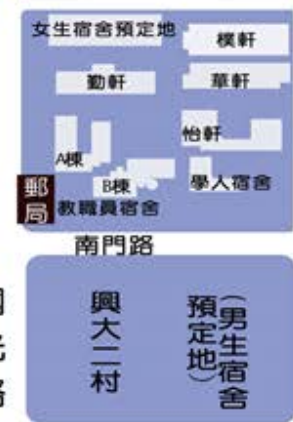 女生宿舍預定地
樸軒
勤軒
華軒
怡軒
A棟
B棟
學人宿舍
郵局
教職員宿舍
南門路
興大二村
(男生宿舍
預定地)